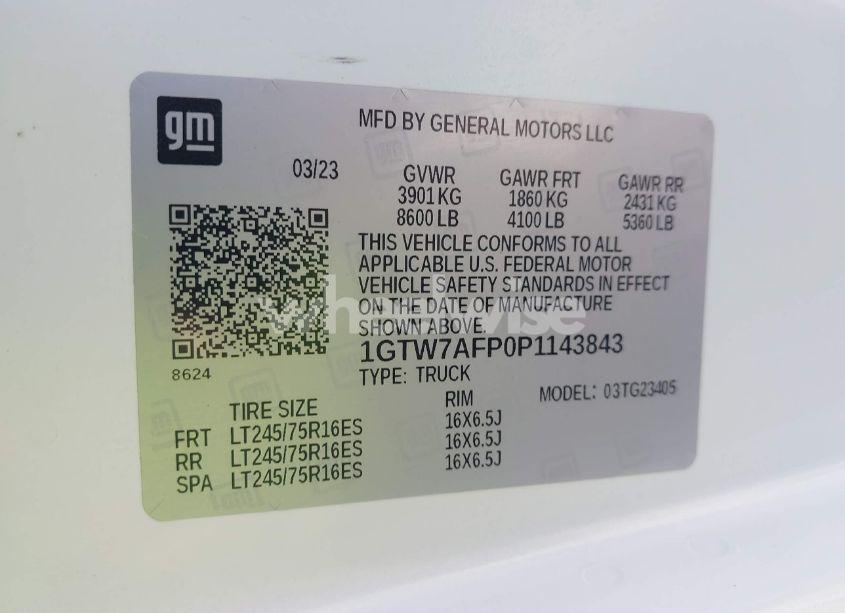 gm
MFD BY GENERAL MOTORS LLC
03/23
GVWR GAWR FRT GAWR RR
3901 KG 1860 KG 2431 KG
8600 LB 4100 LB 5360 LB
THIS VEHICLE CONFORMS TO ALL
APPLICABLE U.S. FEDERAL MOTOR
VEHICLE SAFETY STANDARDS IN EFFECT
ON THE DATE OF MANUFACTURE
SHOWN ABOVE.
1GTW7AFP0P1143843
8624
TYPE: TRUCK MODEL: 03TG23405
TIRE SIZE RIM
FRT LT245/75R16ES 16X6.5J
RR LT245/75R16ES 16X6.5J
SPA LT245/75R16ES 16X6.5J